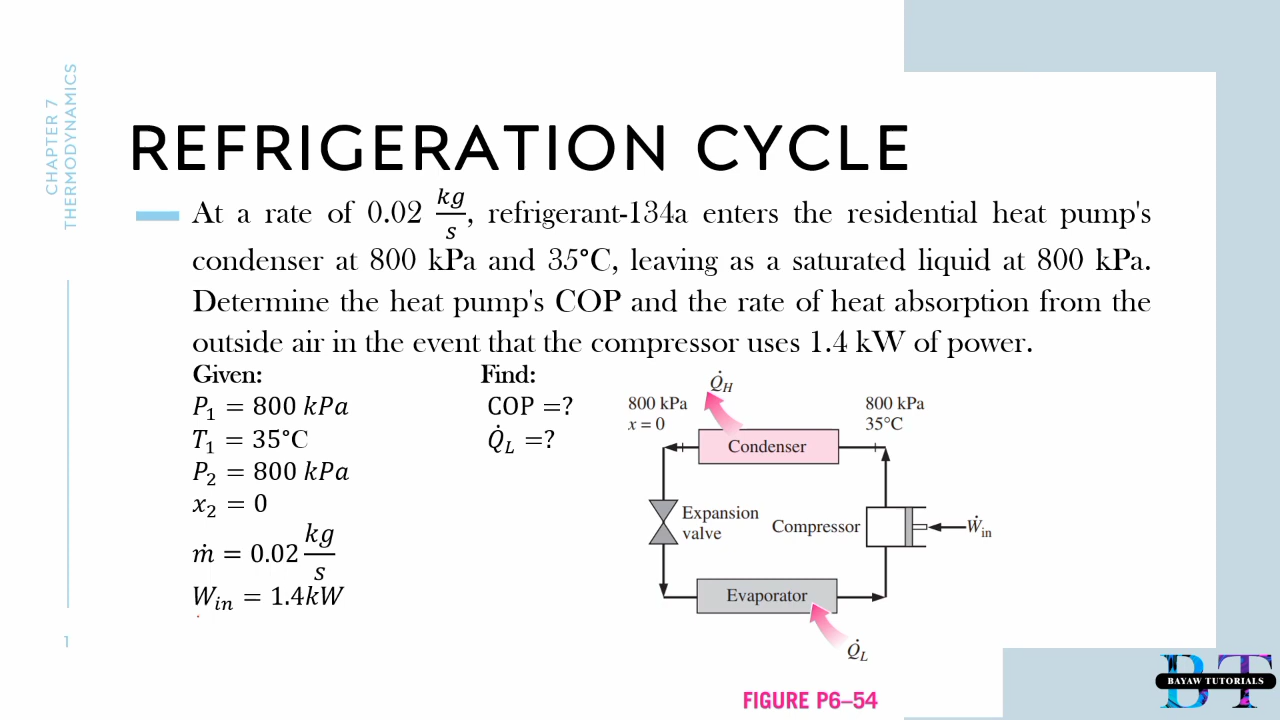 CHAPTER 7
THERMODYNAMICS
REFRIGERATION CYCLE
At a rate of 0.02 kg/s, refrigerant-134a enters the residential heat pump's
condenser at 800 kPa and 35°C, leaving as a saturated liquid at 800 kPa.
Determine the heat pump's COP and the rate of heat absorption from the
outside air in the event that the compressor uses 1.4 kW of power.
Given:
P₁ = 800 kPa
T₁ = 35°C
P₂ = 800 kPa
x₂ = 0
ṁ = 0.02 kg/s
Wᵢₙ = 1.4kW
Find:
COP =?
Q̇_L =?
Q̇_H
800 kPa
x = 0
800 kPa
35°C
Condenser
Expansion
valve
Compressor
Ẇ_in
Evaporator
Q̇_L
FIGURE P6–54
1
BT
BAYAW TUTORIALS